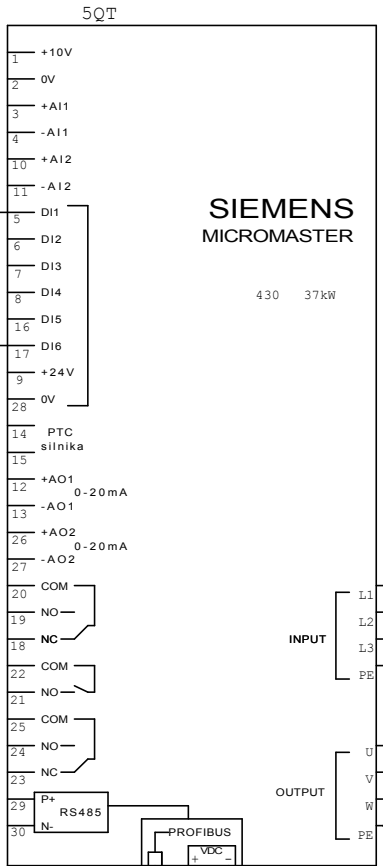 5QT
1 +10V
2 0V
3 +AI1
4 -AI1
10 +AI2
11 -AI2
5 DI1
6 DI2
7 DI3
8 DI4
16 DI5
17 DI6
9 +24V
28 0V
14 PTC
silnika
15
12 +AO1
0-20mA
13 -AO1
26 +AO2
0-20mA
27 -AO2
20 COM
19 NO
18 NC
22 COM
21 NO
25 COM
24 NO
23 NC
29 P+
RS485
30 N-
SIEMENS
MICROMASTER
430 37kW
INPUT
L1
L2
L3
PE
OUTPUT
U
V
W
PE
PROFIBUS
VDC
+ -